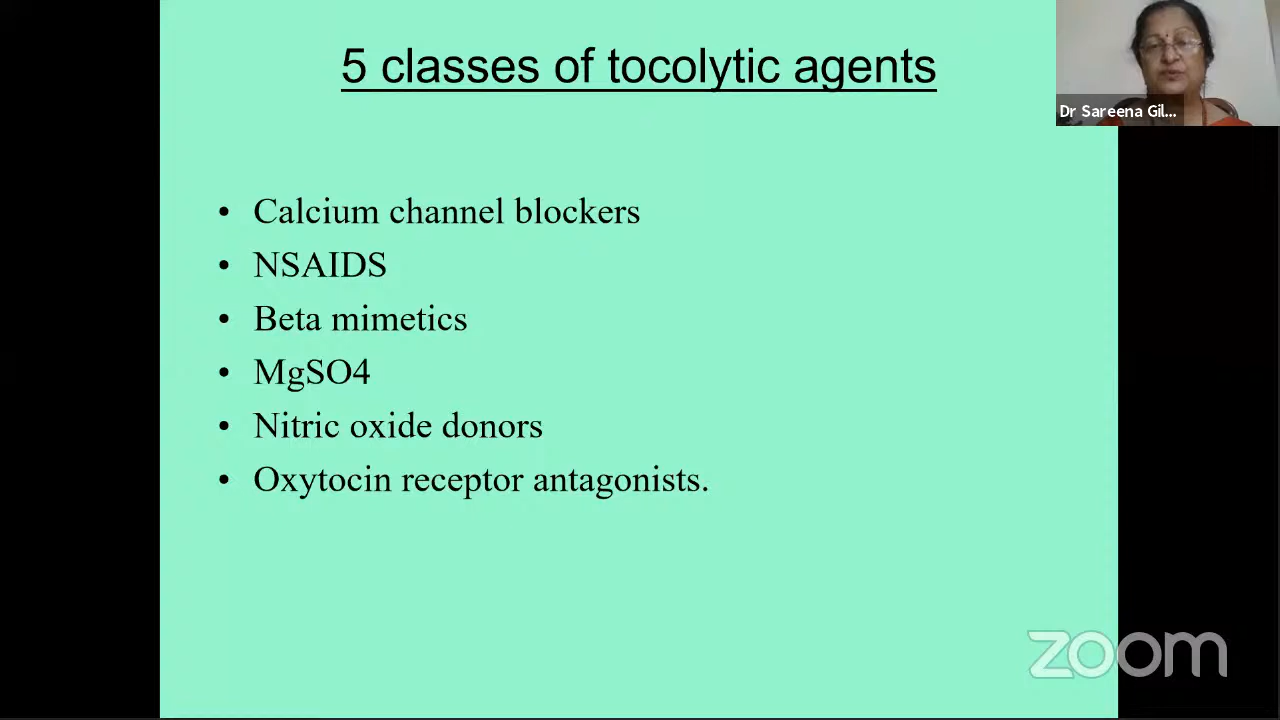 5 classes of tocolytic agents
Dr Sareena Gil...
• Calcium channel blockers
• NSAIDS
• Beta mimetics
• MgSO4
• Nitric oxide donors
• Oxytocin receptor antagonists.
zoom